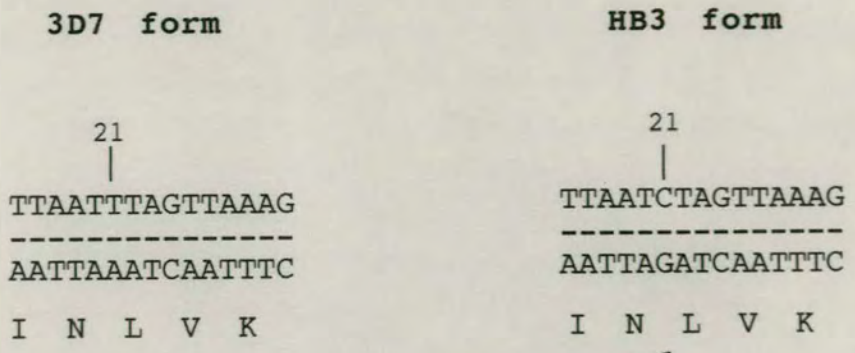 3D7 form HB3 form
21 21
TTAATTTAGTTAAAG TTAATCTAGTTAAAG
AATTAAATCAATTTC AATTAGATCAATTTC
I N L V K I N L V K